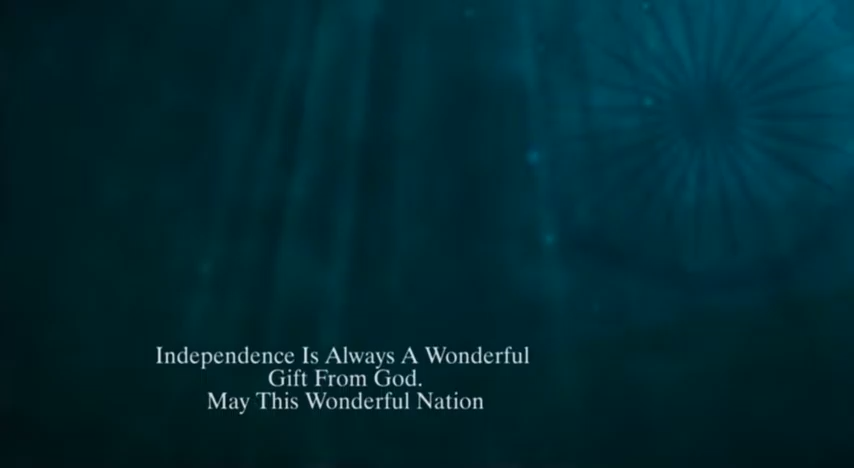 Independence Is Always A Wonderful
Gift From God.
May This Wonderful Nation